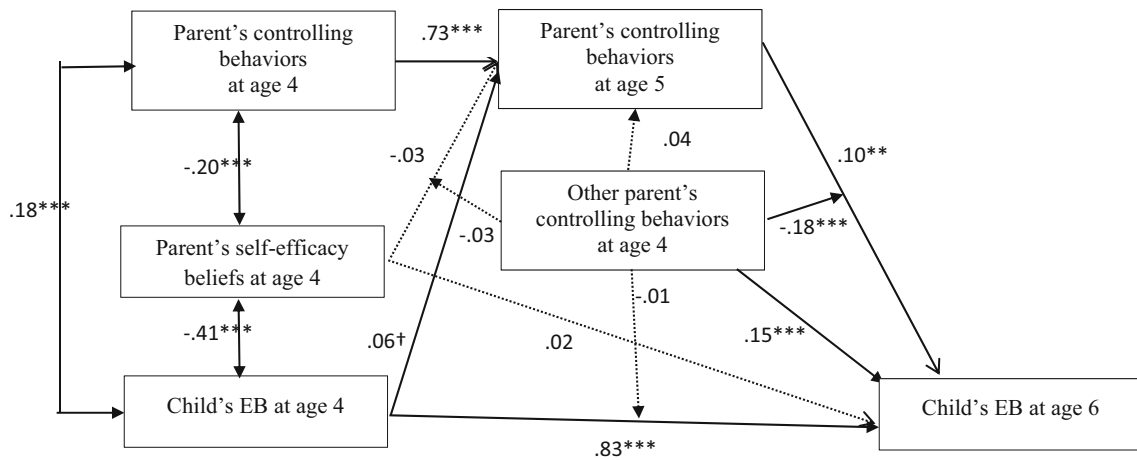 Parent's controlling
behaviors
at age 4
.73***
Parent's controlling
behaviors
at age 5
-.20***
-.03
.04
.10**
.18***
Other parent's
controlling behaviors
at age 4
-.03
-.18***
Parent's self-efficacy
beliefs at age 4
-.01
-.41***
.06†
.02
.15***
Child's EB at age 4
Child's EB at age 6
.83***